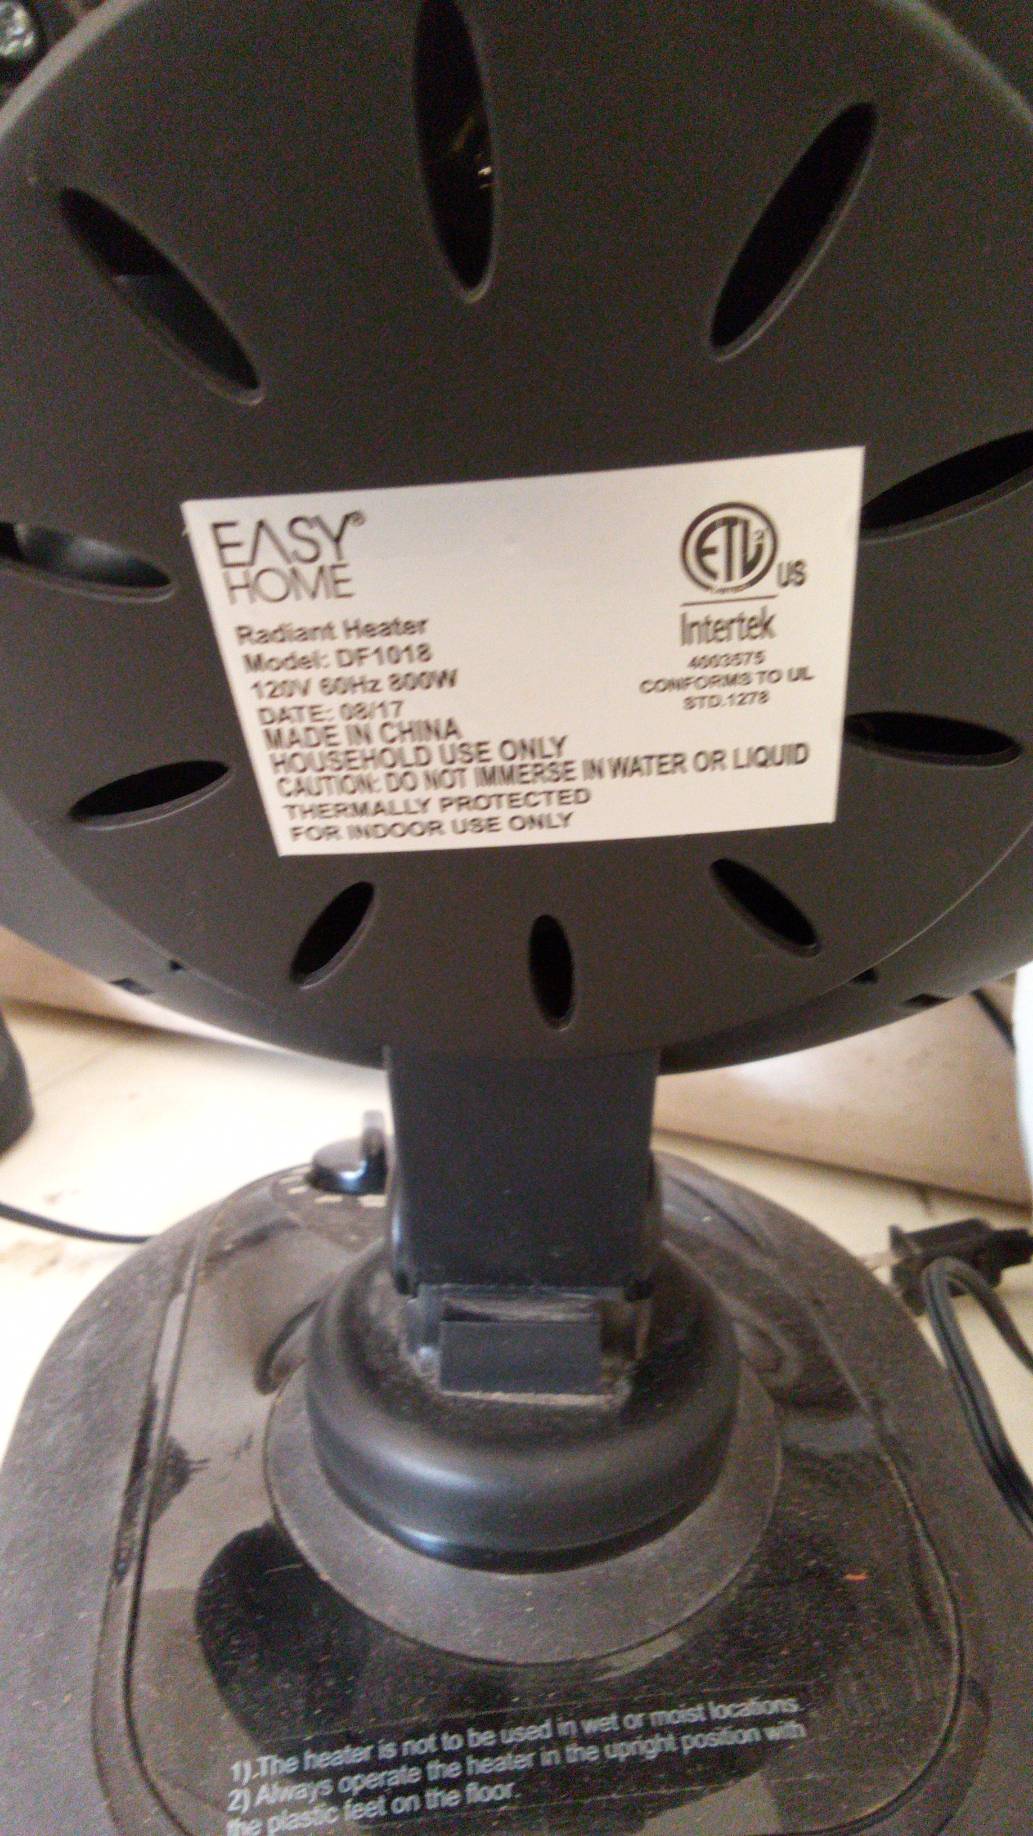 EASY®
HOME
Radiant Heater
Model: DF1018
120V 60Hz 800W
DATE: 08/17
MADE IN CHINA
HOUSEHOLD USE ONLY
CAUTION: DO NOT IMMERSE IN WATER OR LIQUID
THERMALLY PROTECTED
FOR INDOOR USE ONLY
ETL
US
Intertek
4003575
CONFORMS TO UL
STD.1278
1).The heater is not to be used in wet or moist locations.
2) Always operate the heater in the upright position with
the plastic feet on the floor.